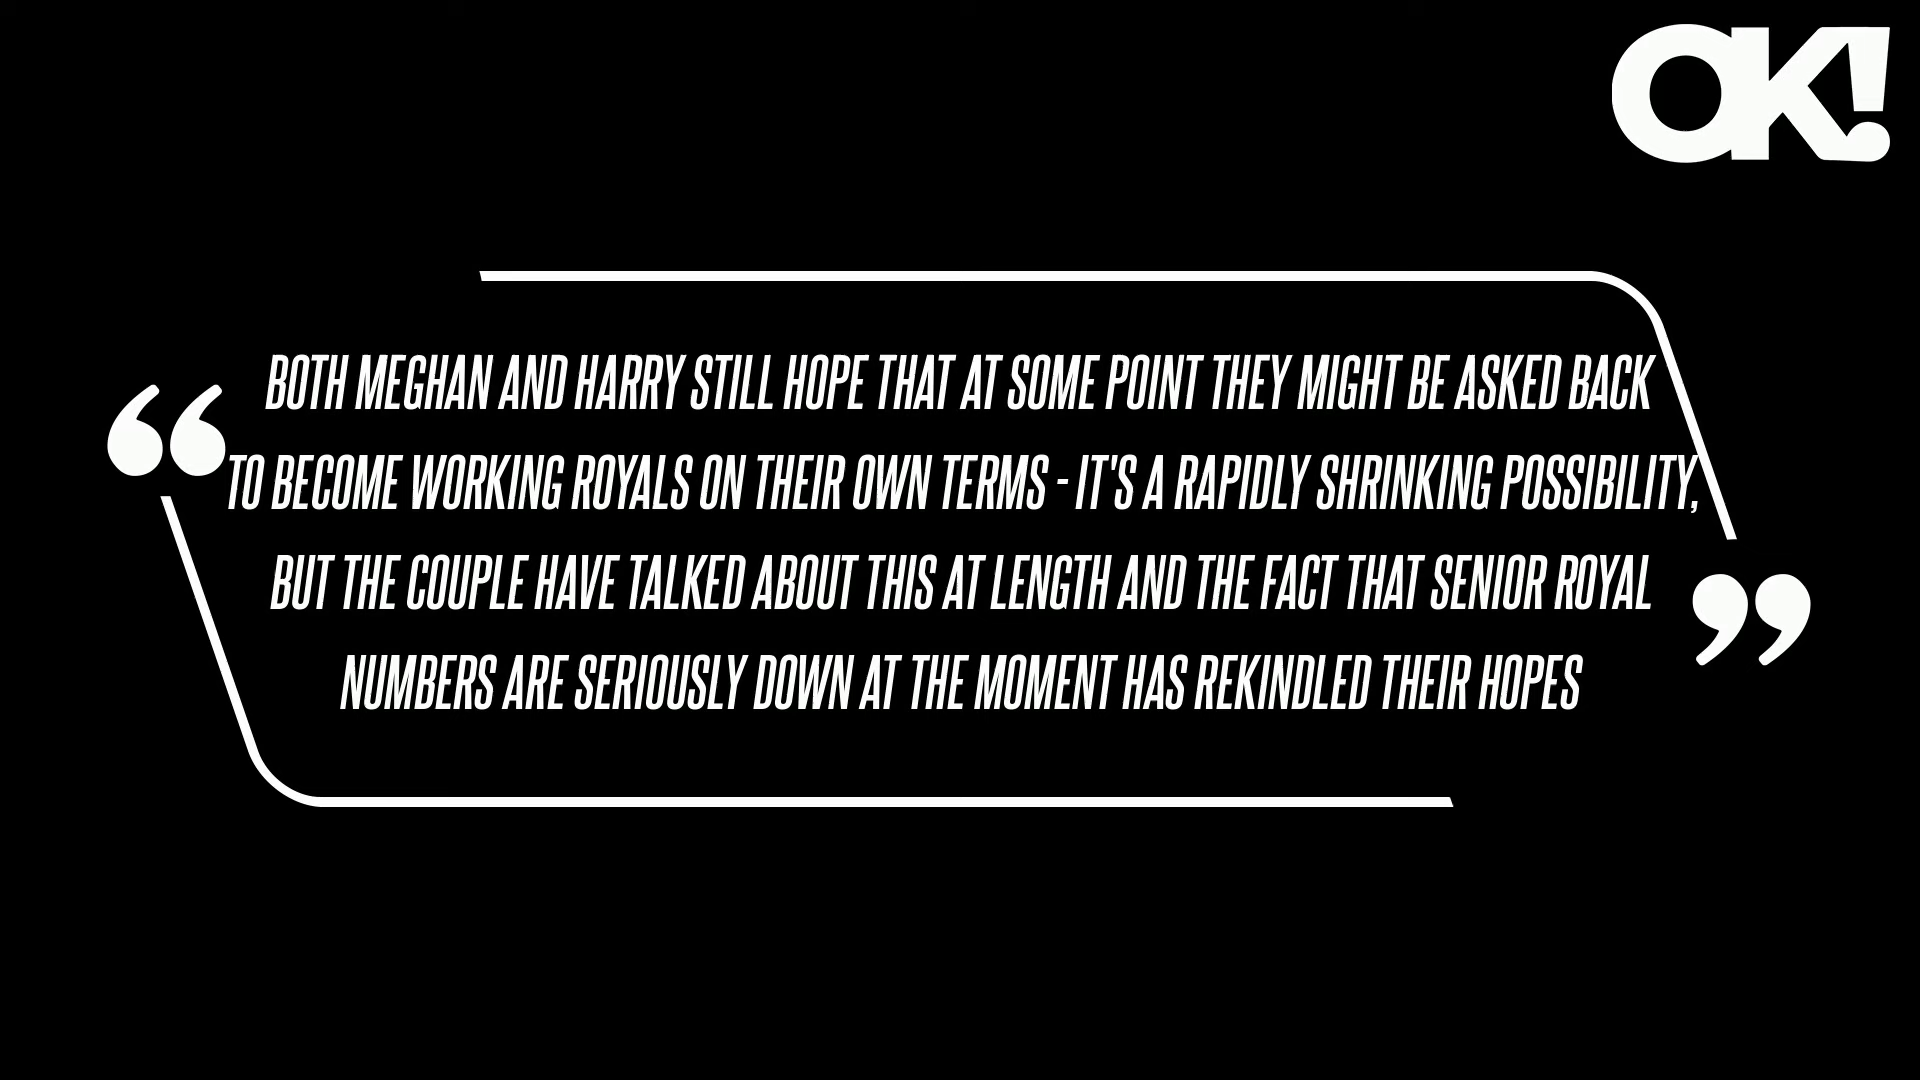 OK!
“BOTH MEGHAN AND HARRY STILL HOPE THAT AT SOME POINT THEY MIGHT BE ASKED BACK
TO BECOME WORKING ROYALS ON THEIR OWN TERMS - IT'S A RAPIDLY SHRINKING POSSIBILITY,
BUT THE COUPLE HAVE TALKED ABOUT THIS AT LENGTH AND THE FACT THAT SENIOR ROYAL
NUMBERS ARE SERIOUSLY DOWN AT THE MOMENT HAS REKINDLED THEIR HOPES”